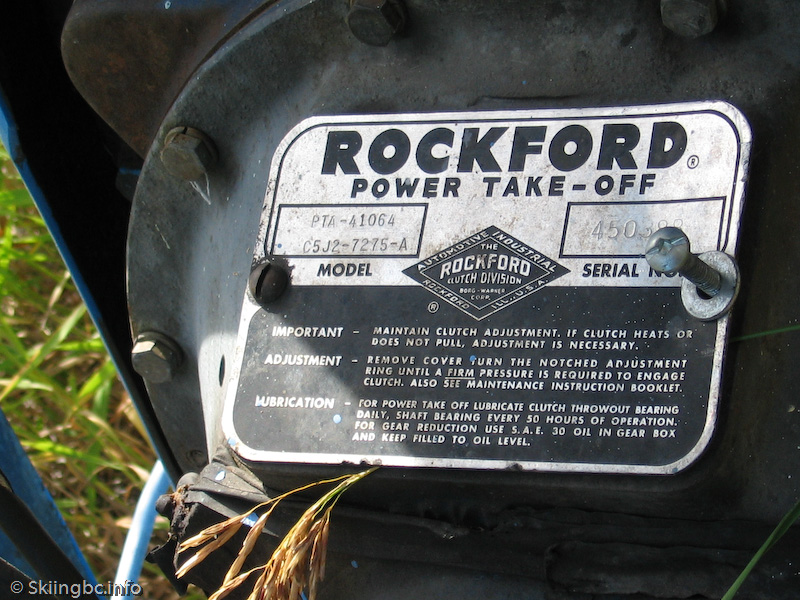 ROCKFORD®
POWER TAKE-OFF
PTA-41064
C5J2-7275-A
MODEL
SERIAL
AUTOMOTIVE INDUSTRIAL
THE
ROCKFORD
CLUTCH DIVISION
BORG-WARNER
CORP.
ROCKFORD ILL., U.S.A.
®
IMPORTANT - MAINTAIN CLUTCH ADJUSTMENT. IF CLUTCH HEATS OR
DOES NOT PULL, ADJUSTMENT IS NECESSARY.
ADJUSTMENT - REMOVE COVER TURN THE NOTCHED ADJUSTMENT
RING UNTIL A FIRM PRESSURE IS REQUIRED TO ENGAGE
CLUTCH. ALSO SEE MAINTENANCE INSTRUCTION BOOKLET.
LUBRICATION - FOR POWER TAKE OFF LUBRICATE CLUTCH THROWOUT BEARING
DAILY, SHAFT BEARING EVERY 50 HOURS OF OPERATION.
FOR GEAR REDUCTION USE S.A.E. 30 OIL IN GEAR BOX
AND KEEP FILLED TO OIL LEVEL.
© Skiingbc.info